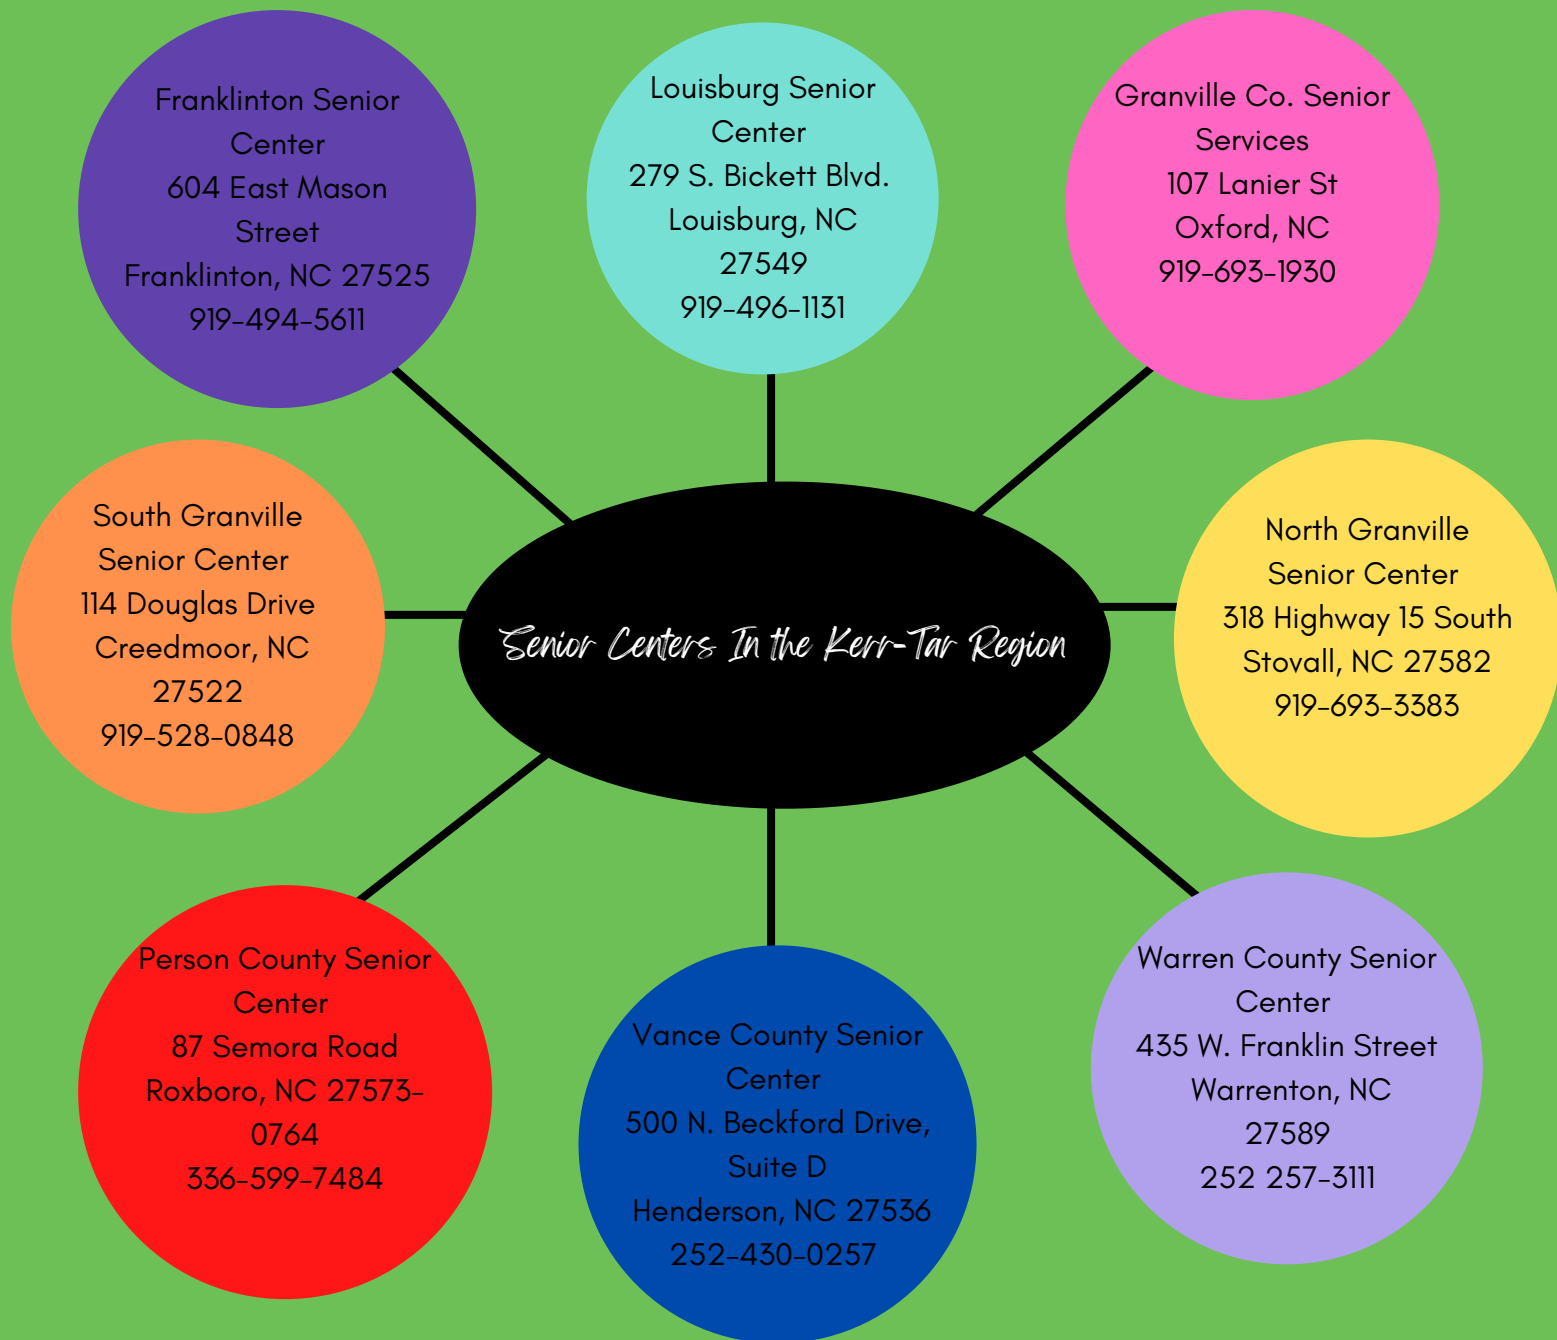 Franklinton Senior
Center
604 East Mason
Street
Franklinton, NC 27525
919-494-5611
Louisburg Senior
Center
279 S. Bickett Blvd.
Louisburg, NC
27549
919-496-1131
Granville Co. Senior
Services
107 Lanier St
Oxford, NC
919-693-1930
South Granville
Senior Center
114 Douglas Drive
Creedmoor, NC
27522
919-528-0848
Senior Centers In the Kerr-Tar Region
North Granville
Senior Center
318 Highway 15 South
Stovall, NC 27582
919-693-3383
Person County Senior
Center
87 Semora Road
Roxboro, NC 27573-
0764
336-599-7484
Vance County Senior
Center
500 N. Beckford Drive,
Suite D
Henderson, NC 27536
252-430-0257
Warren County Senior
Center
435 W. Franklin Street
Warrenton, NC
27589
252 257-3111